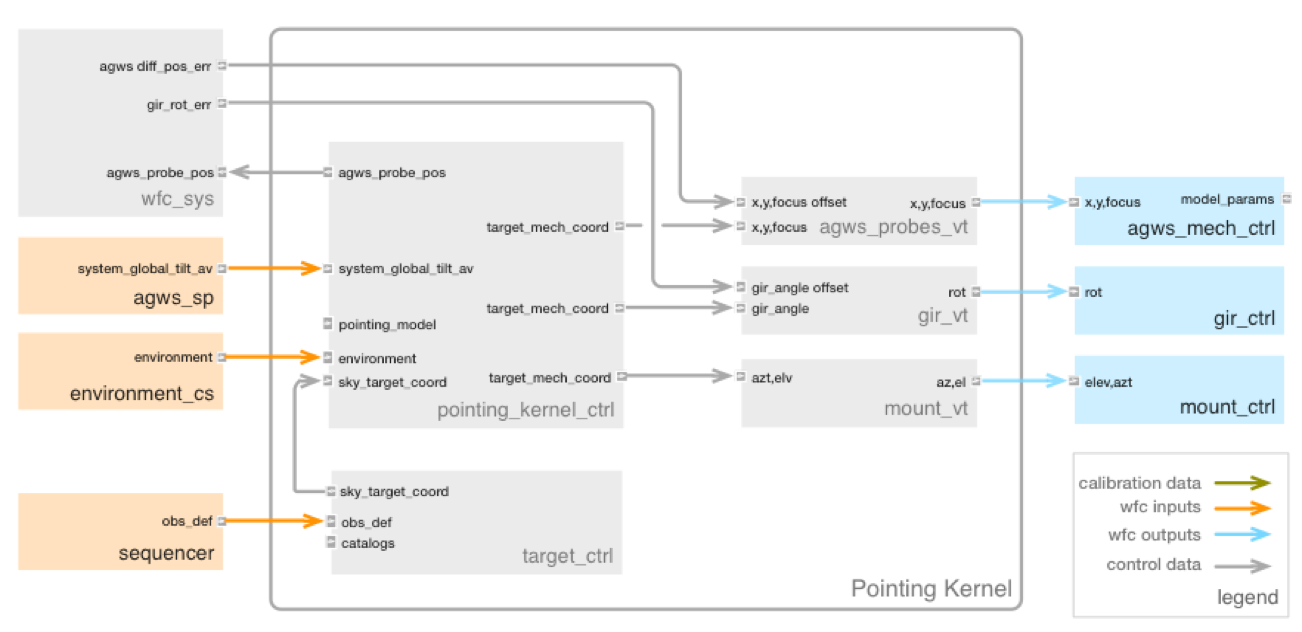 agws diff_pos_err
gir_rot_err
agws_probe_pos
wfc_sys
system_global_tilt_av
agws_sp
environment
environment_cs
obs_def
sequencer
agws_probe_pos
target_mech_coord
system_global_tilt_av
target_mech_coord
pointing_model
environment
sky_target_coord
target_mech_coord
pointing_kernel_ctrl
sky_target_coord
obs_def
catalogs
target_ctrl
x,y,focus offset
x,y,focus
x,y,focus
agws_probes_vt
gir_angle offset
rot
gir_angle
gir_vt
azt,elv
az,el
mount_vt
Pointing Kernel
x,y,focus
model_params
agws_mech_ctrl
rot
gir_ctrl
elev,azt
mount_ctrl
calibration data
wfc inputs
wfc outputs
control data
legend